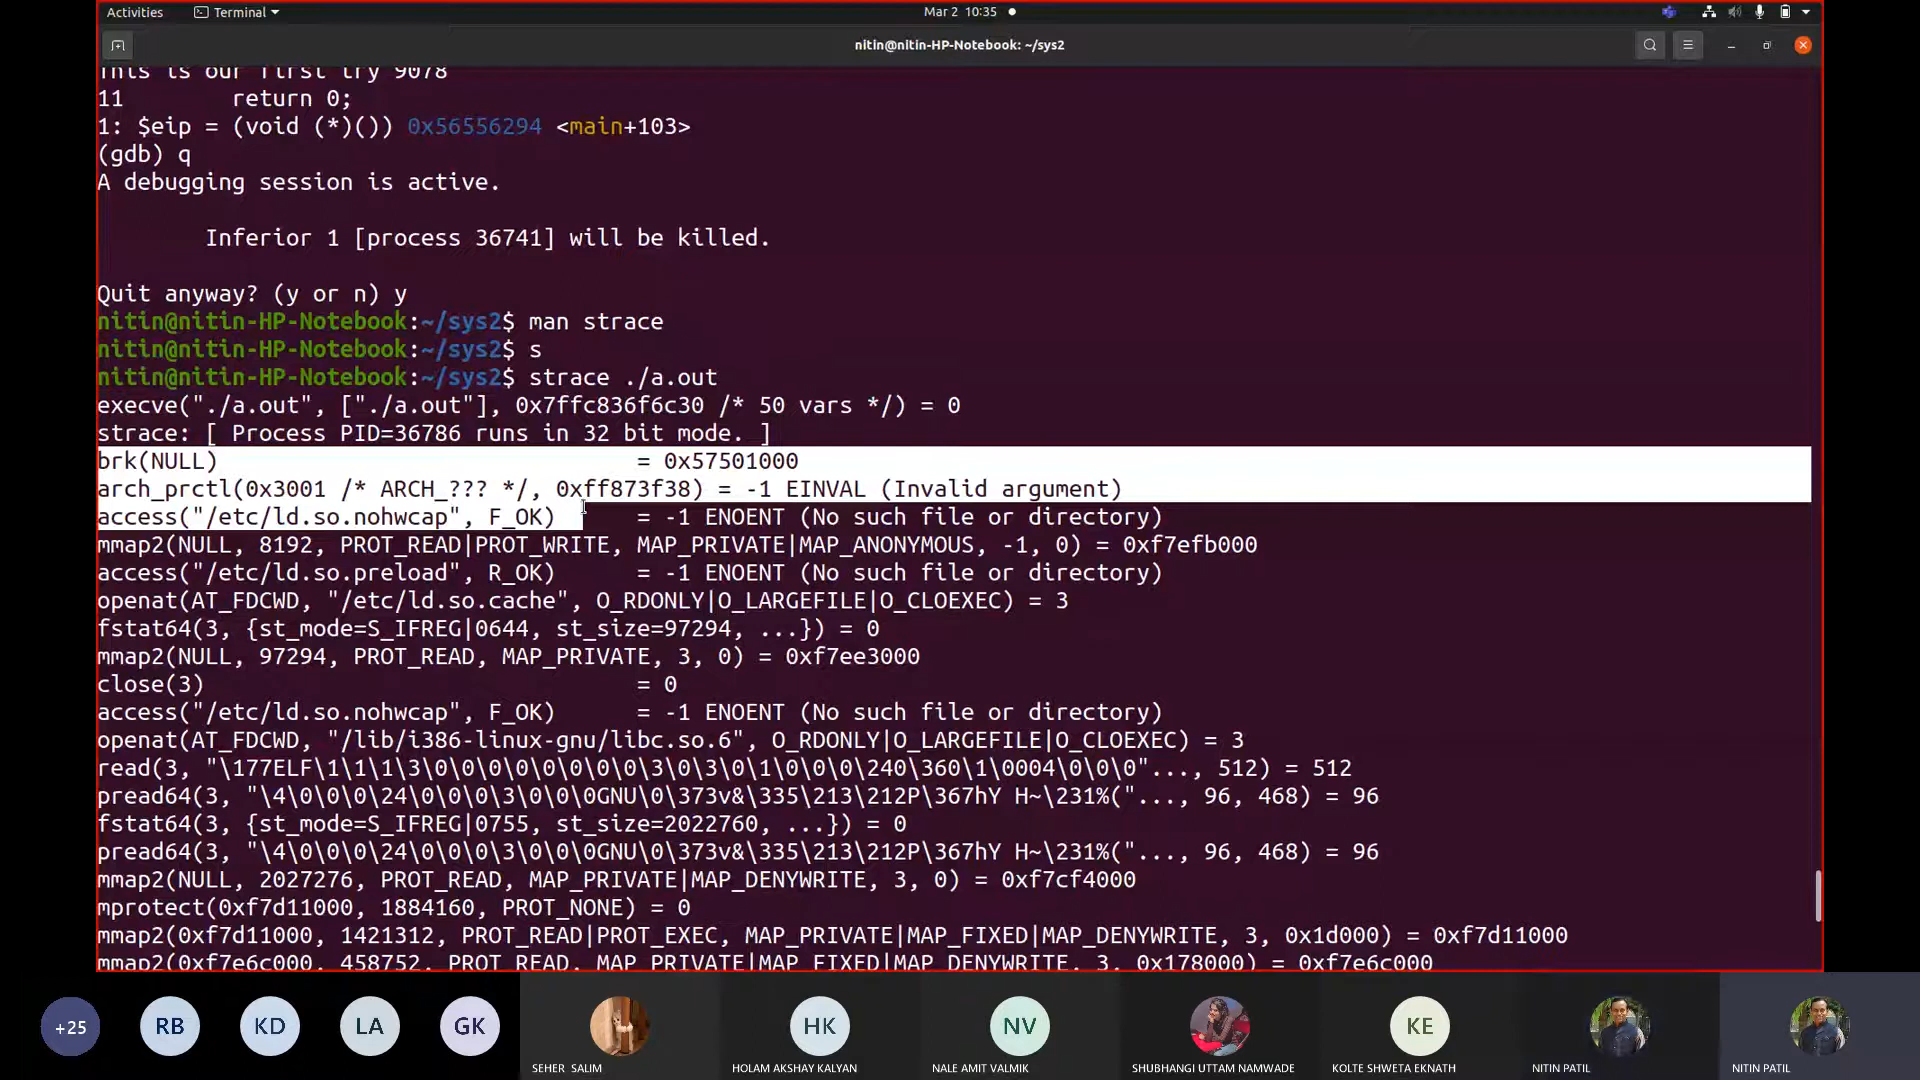 Activities Terminal Mar 2 10:35
nitin@nitin-HP-Notebook: ~/sys2
This is our first try 9078
11 return 0;
1: $eip = (void (*)()) 0x56556294 <main+103>
(gdb) q
A debugging session is active.
Inferior 1 [process 36741] will be killed.
Quit anyway? (y or n) y
nitin@nitin-HP-Notebook:~/sys2$ man strace
nitin@nitin-HP-Notebook:~/sys2$ s
nitin@nitin-HP-Notebook:~/sys2$ strace ./a.out
execve("./a.out", ["./a.out"], 0x7ffc836f6c30 /* 50 vars */) = 0
strace: [ Process PID=36786 runs in 32 bit mode. ]
brk(NULL) = 0x57501000
arch_prctl(0x3001 /* ARCH_??? */, 0xff873f38) = -1 EINVAL (Invalid argument)
access("/etc/ld.so.nohwcap", F_OK) = -1 ENOENT (No such file or directory)
mmap2(NULL, 8192, PROT_READ|PROT_WRITE, MAP_PRIVATE|MAP_ANONYMOUS, -1, 0) = 0xf7efb000
access("/etc/ld.so.preload", R_OK) = -1 ENOENT (No such file or directory)
openat(AT_FDCWD, "/etc/ld.so.cache", O_RDONLY|O_LARGEFILE|O_CLOEXEC) = 3
fstat64(3, {st_mode=S_IFREG|0644, st_size=97294, ...}) = 0
mmap2(NULL, 97294, PROT_READ, MAP_PRIVATE, 3, 0) = 0xf7ee3000
close(3) = 0
access("/etc/ld.so.nohwcap", F_OK) = -1 ENOENT (No such file or directory)
openat(AT_FDCWD, "/lib/i386-linux-gnu/libc.so.6", O_RDONLY|O_LARGEFILE|O_CLOEXEC) = 3
read(3, "\177ELF\1\1\1\3\0\0\0\0\0\0\0\0\3\0\3\0\1\0\0\0\240\360\1\0004\0\0\0"..., 512) = 512
pread64(3, "\4\0\0\0\24\0\0\0\3\0\0\0GNU\0\373v&\335\213\212P\367hY H~\231%("..., 96, 468) = 96
fstat64(3, {st_mode=S_IFREG|0755, st_size=2022760, ...}) = 0
pread64(3, "\4\0\0\0\24\0\0\0\3\0\0\0GNU\0\373v&\335\213\212P\367hY H~\231%("..., 96, 468) = 96
mmap2(NULL, 2027276, PROT_READ, MAP_PRIVATE|MAP_DENYWRITE, 3, 0) = 0xf7cf4000
mprotect(0xf7d11000, 1884160, PROT_NONE) = 0
mmap2(0xf7d11000, 1421312, PROT_READ|PROT_EXEC, MAP_PRIVATE|MAP_FIXED|MAP_DENYWRITE, 3, 0x1d000) = 0xf7d11000
mmap2(0xf7e6c000, 458752, PROT_READ, MAP_PRIVATE|MAP_FIXED|MAP_DENYWRITE, 3, 0x178000) = 0xf7e6c000
+25 RB KD LA GK HK NV KE
SEHER SALIM HOLAM AKSHAY KALYAN NALE AMIT VALMIK SHUBHANGI UTTAM NAMWADE KOLTE SHWETA EKNATH NITIN PATIL NITIN PATIL